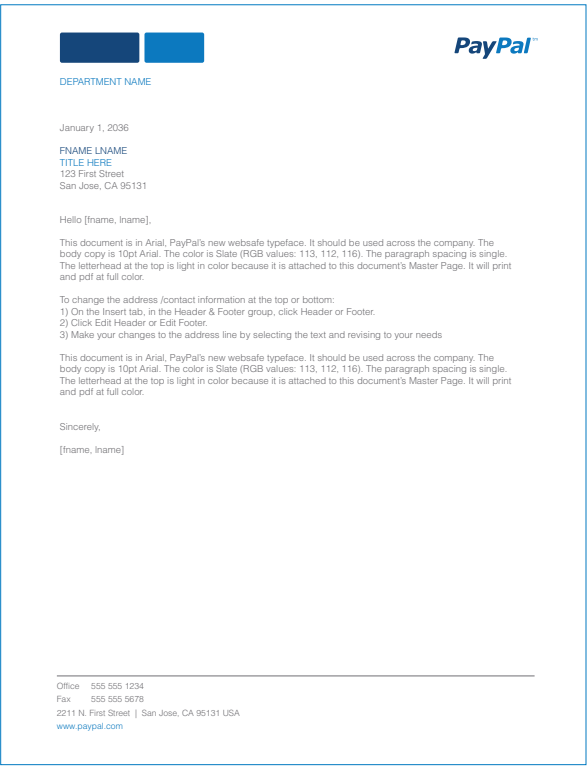 PayPal™
DEPARTMENT NAME
January 1, 2036
FNAME LNAME
TITLE HERE
123 First Street
San Jose, CA 95131
Hello [fname, lname],
This document is in Arial, PayPal's new websafe typeface. It should be used across the company. The
body copy is 10pt Arial. The color is Slate (RGB values: 113, 112, 116). The paragraph spacing is single.
The letterhead at the top is light in color because it is attached to this document's Master Page. It will print
and pdf at full color.
To change the address /contact information at the top or bottom:
1) On the Insert tab, in the Header & Footer group, click Header or Footer.
2) Click Edit Header or Edit Footer.
3) Make your changes to the address line by selecting the text and revising to your needs
This document is in Arial, PayPal's new websafe typeface. It should be used across the company. The
body copy is 10pt Arial. The color is Slate (RGB values: 113, 112, 116). The paragraph spacing is single.
The letterhead at the top is light in color because it is attached to this document's Master Page. It will print
and pdf at full color.
Sincerely,
[fname, lname]
Office 555 555 1234
Fax 555 555 5678
2211 N. First Street | San Jose, CA 95131 USA
www.paypal.com